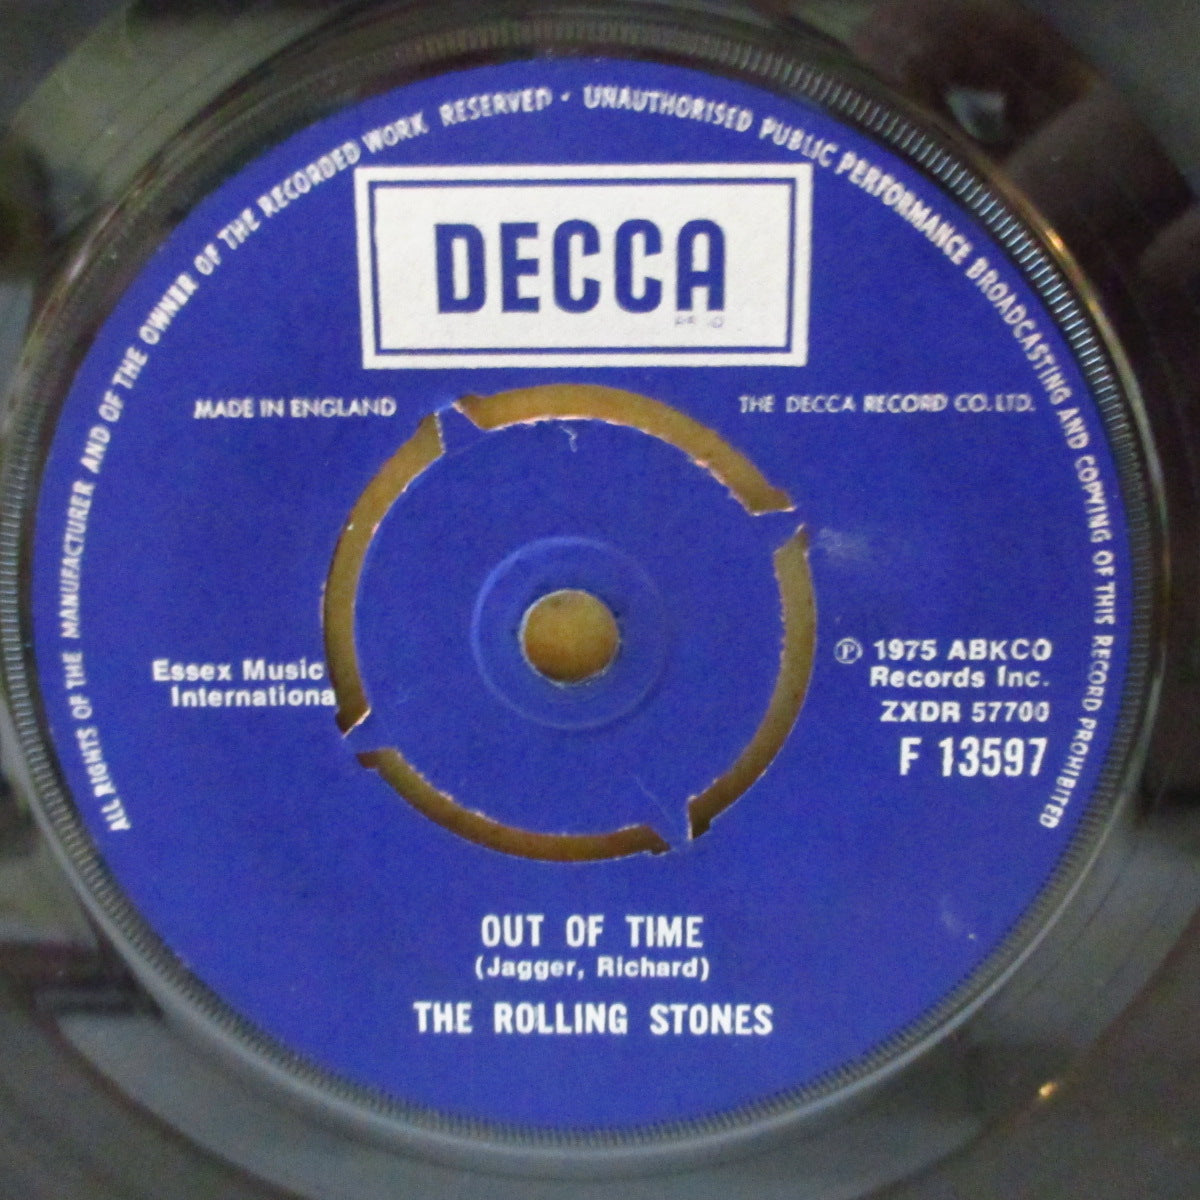 ALL RIGHTS OF THE MANUFACTURER AND OF THE OWNER OF THE RECORDED WORK RESERVED · UNAUTHORISED PUBLIC PERFORMANCE BROADCASTING AND COPYING OF THIS RECORD PROHIBITED
DECCA
MADE IN ENGLAND
THE DECCA RECORD CO. LTD.
Essex Music
Internationa
℗ 1975 ABKCO
Records Inc.
ZXDR 57700
F 13597
OUT OF TIME
(Jagger, Richard)
THE ROLLING STONES